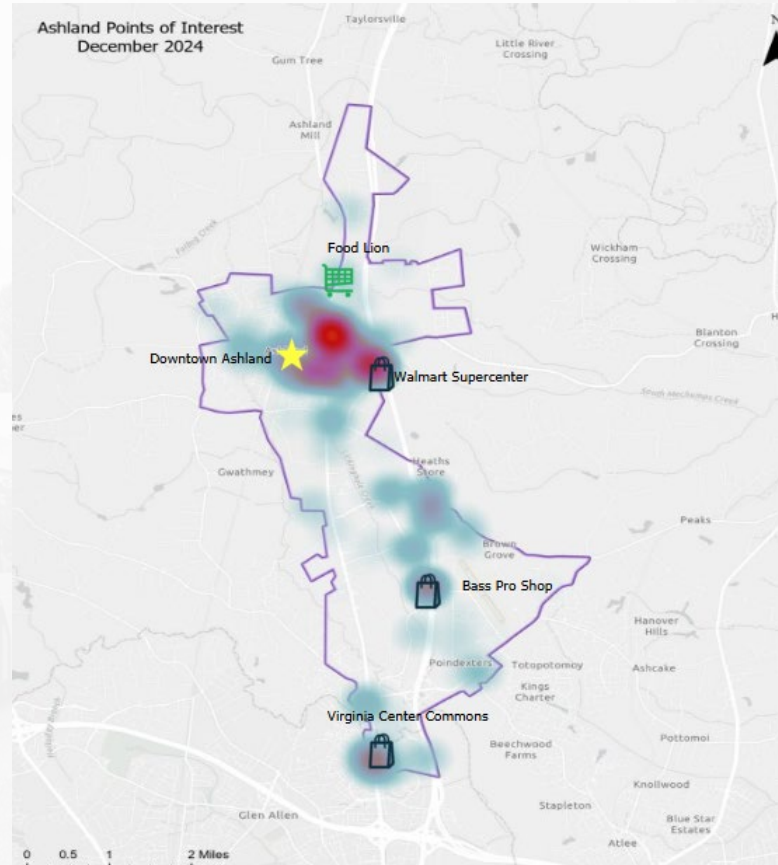 Ashland Points of Interest
December 2024
Taylorsville
Little River
Crossing
Gum Tree
Ashland
Mill
Food Lion
Wickham
Crossing
Blanton
Crossing
Downtown Ashland
Walmart Supercenter
Gwathmey
Heaths
Store
Peaks
Brown
Grove
Bass Pro Shop
Hanover
Hills
Poindexters
Totopotomoy
Ashcake
Kings
Charter
Virginia Center Commons
Beechwood
Farms
Pottomoi
Knollwood
Stapleton
Glen Allen
Blue Star
Estates
Atlee
0 0.5 1 2 Miles